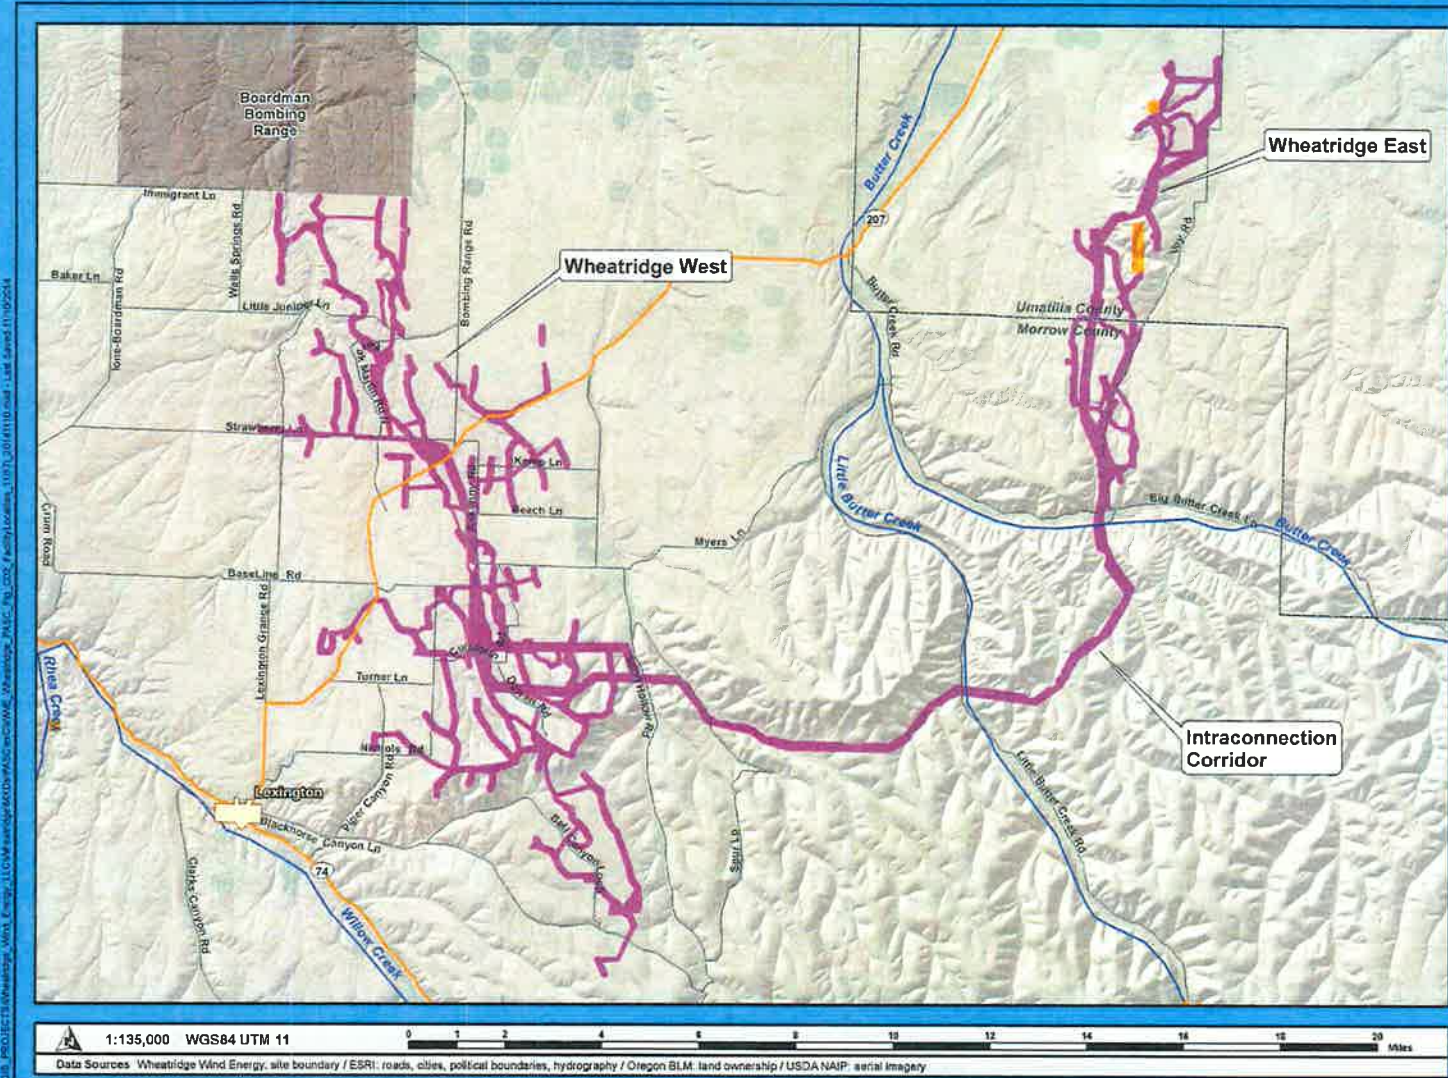 Boardman
Bombing
Range
Immigrant Ln
Wells Springs Rd
Bombing Range Rd
Baker Ln
Ione-Boardman Rd
Little Juniper Ln
Wheatridge West
Butter Creek
207
Wheatridge East
Umatilla County
Morrow County
Butter Creek Rd
Strawberry Ln
Kemp Ln
Beach Ln
Little Butter Creek
Myers Ln
Big Butter Creek Ln
Butter Creek
BaseLine Rd
Lexington Grange Rd
Rhea Creek
Turner Ln
Nichols Rd
Piper Canyon Rd
Intraconnection
Corridor
Lexington
Blackhorse Canyon Ln
74
Clarks Canyon Rd
Willow Creek
Spur Lp
Little Butter Creek Rd
1:135,000 WGS84 UTM 11
0 1 2 4 6 8 10 12 14 16 18 20
Miles
Data Sources Wheatridge Wind Energy: site boundary / ESRI: roads, cities, political boundaries, hydrography / Oregon BLM: land ownership / USDA NAIP: aerial imagery